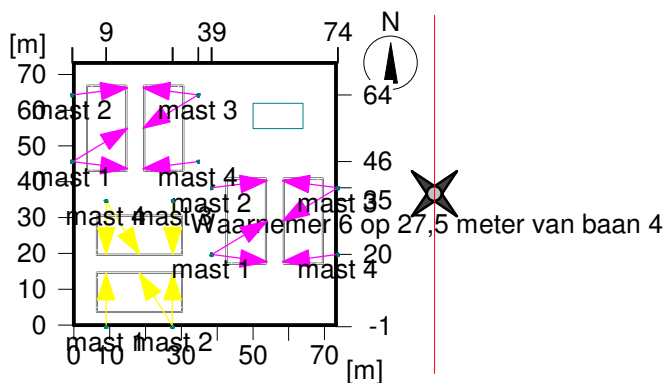 9 39 74 N
[m]
70
64
60
mast 2 mast 3
50
46
mast 1 mast 4
40
35
mast 2 mast 3
mast 4 mast 3
30
Waarnemer 6 op 27,5 meter van baan 4
20 20
mast 1 mast 4
10
0 -1
mast 1 mast 2
0 10 30 50 70
[m]